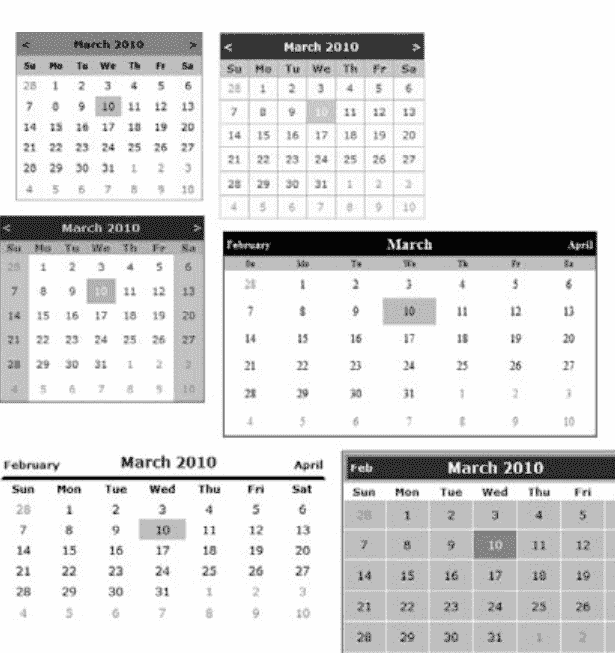 < March 2010 >
Su Mo Tu We Th Fr Sa
28 1 2 3 4 5 6
7 8 9 10 11 12 13
14 15 16 17 18 19 20
21 22 23 24 25 26 27
28 29 30 31 1 2 3
4 5 6 7 8 9 10
< March 2010 >
Su Mo Tu We Th Fr Sa
28 1 2 3 4 5 6
7 8 9 10 11 12 13
14 15 16 17 18 19 20
21 22 23 24 25 26 27
28 29 30 31 1 2 3
4 5 6 7 8 9 10
< March 2010 >
Su Mo Tu We Th Fr Sa
28 1 2 3 4 5 6
7 8 9 10 11 12 13
14 15 16 17 18 19 20
21 22 23 24 25 26 27
28 29 30 31 1 2 3
4 5 6 7 8 9 10
February March April
Su Mo Tu We Th Fr Sa
28 1 2 3 4 5 6
7 8 9 10 11 12 13
14 15 16 17 18 19 20
21 22 23 24 25 26 27
28 29 30 31 1 2 3
4 5 6 7 8 9 10
February March 2010 April
Sun Mon Tue Wed Thu Fri Sat
28 1 2 3 4 5 6
7 8 9 10 11 12 13
14 15 16 17 18 19 20
21 22 23 24 25 26 27
28 29 30 31 1 2 3
4 5 6 7 8 9 10
Feb March 2010
Sun Mon Tue Wed Thu Fri
28 1 2 3 4 5
7 8 9 10 11 12
14 15 16 17 18 19
21 22 23 24 25 26
28 29 30 31 1 2